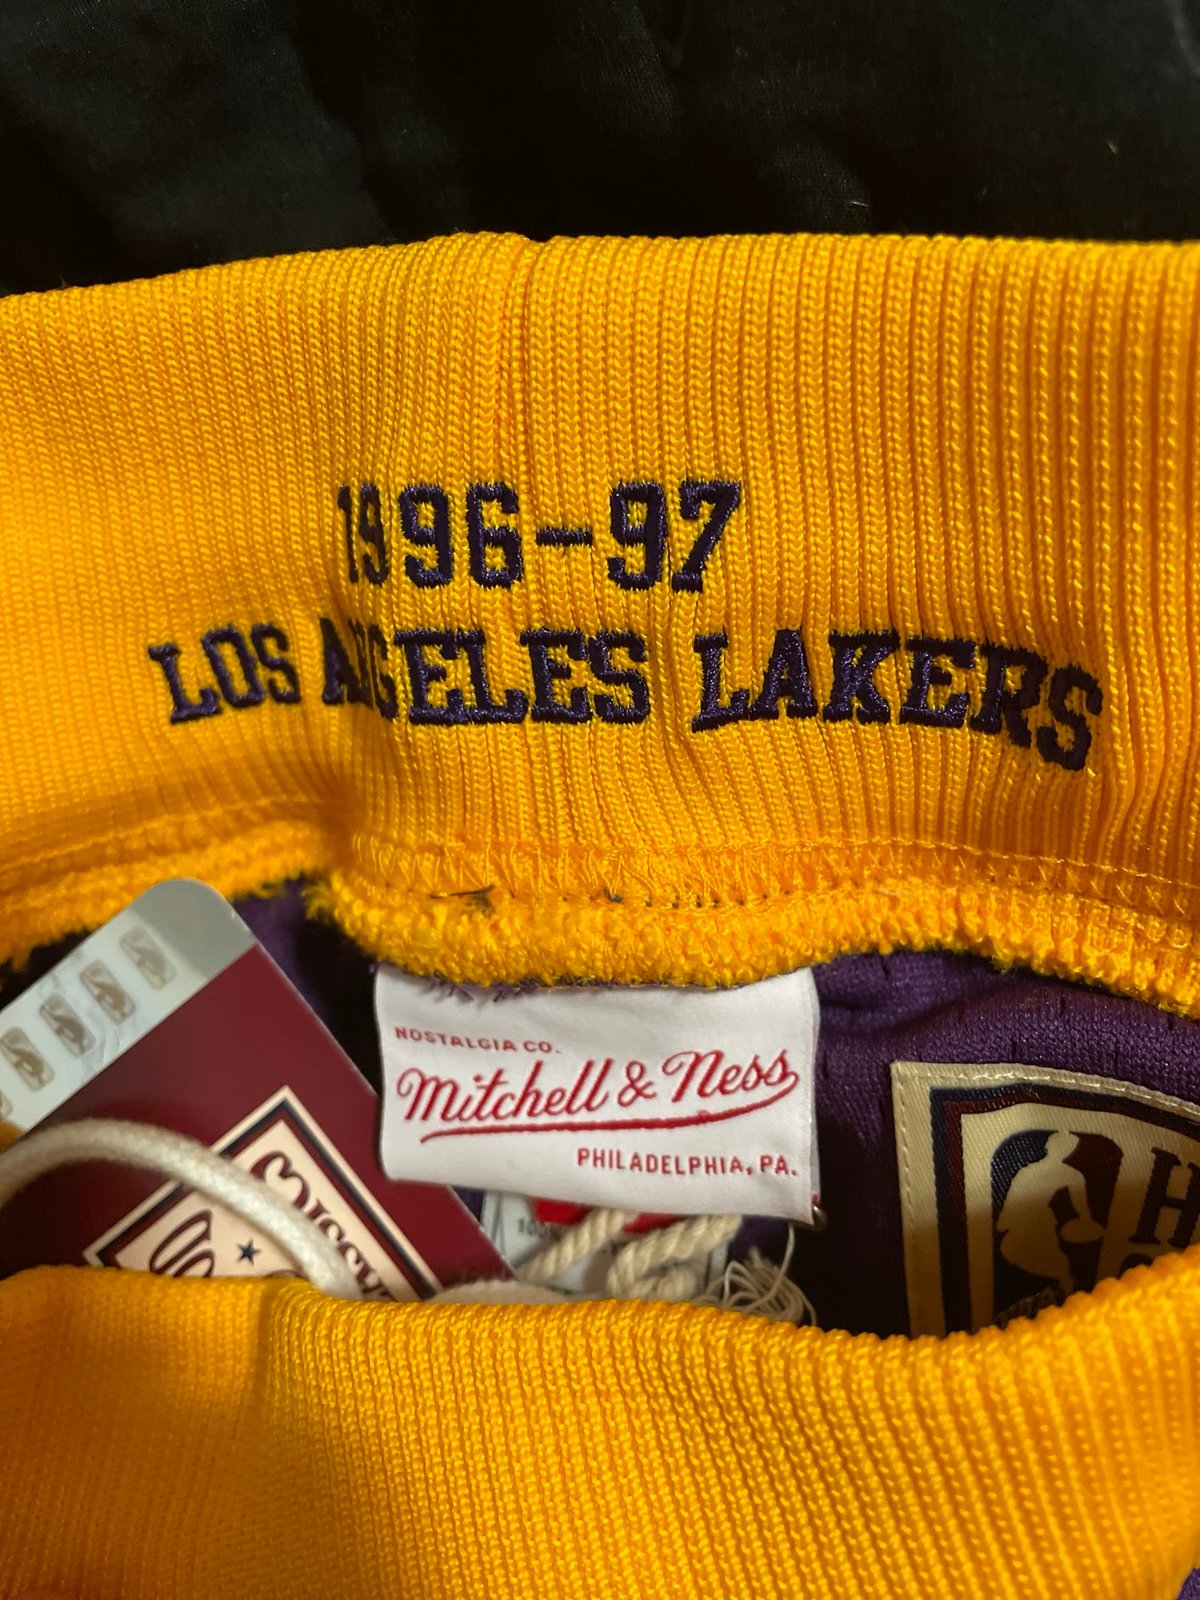 1996-97
LOS ANGELES LAKERS
NOSTALGIA CO.
Mitchell & Ness
PHILADELPHIA, PA.